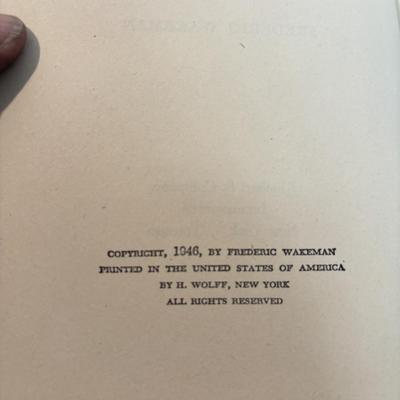 COPYRIGHT, 1946, BY FREDERIC WAKEMAN
PRINTED IN THE UNITED STATES OF AMERICA
BY H. WOLFF, NEW YORK
ALL RIGHTS RESERVED